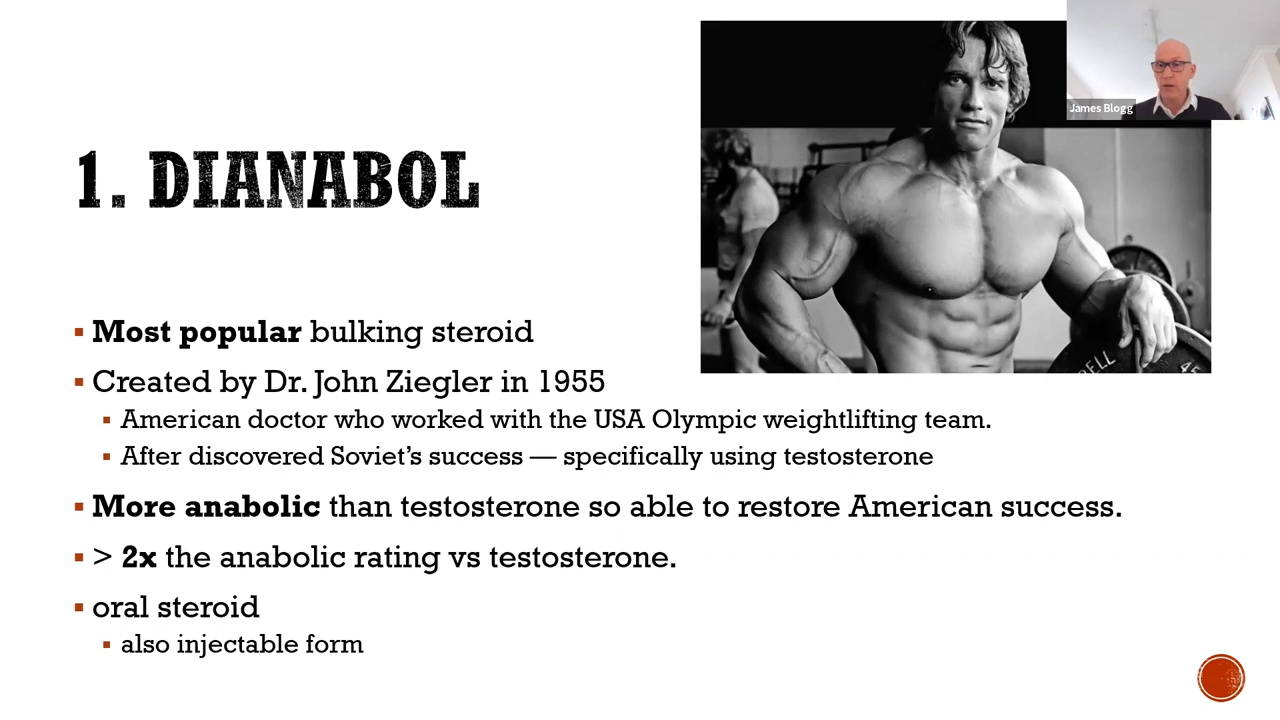 James Blogg
1. DIANABOL
Most popular bulking steroid
Created by Dr. John Ziegler in 1955
American doctor who worked with the USA Olympic weightlifting team.
After discovered Soviet’s success — specifically using testosterone
More anabolic than testosterone so able to restore American success.
> 2x the anabolic rating vs testosterone.
oral steroid
also injectable form